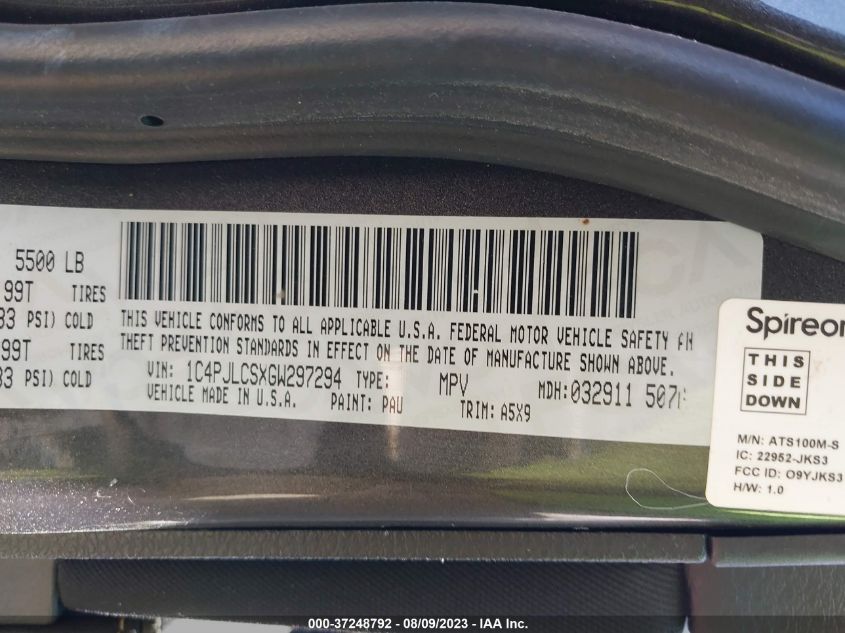 5500 LB
99T TIRES
33 PSI) COLD
99T TIRES
33 PSI) COLD
THIS VEHICLE CONFORMS TO ALL APPLICABLE U.S.A. FEDERAL MOTOR VEHICLE SAFETY AN
THEFT PREVENTION STANDARDS IN EFFECT ON THE DATE OF MANUFACTURE SHOWN ABOVE.
VIN: 1C4PJLCSXGW297294 TYPE: MPV MDH:032911 507
VEHICLE MADE IN U.S.A. PAINT: PAU TRIM: A5X9
Spireon
THIS
SIDE
DOWN
M/N: ATS100M-S
IC: 22952-JKS3
FCC ID: O9YJKS3
H/W: 1.0
000-37248792 - 08/09/2023 - IAA Inc.